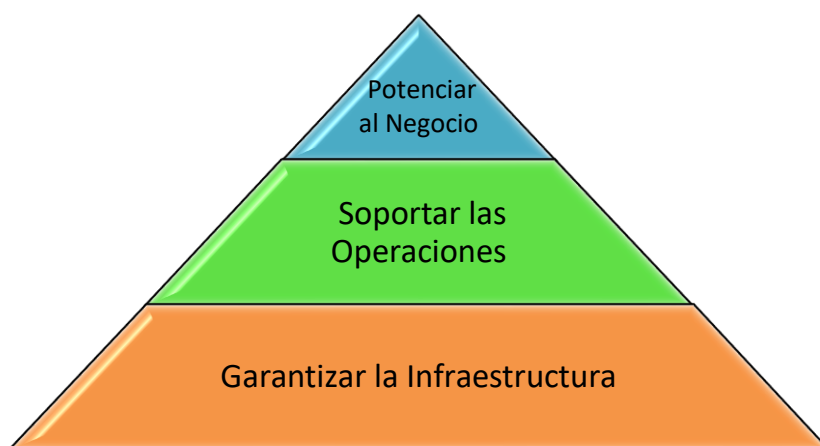 Potenciar
al Negocio
Soportar las
Operaciones
Garantizar la Infraestructura